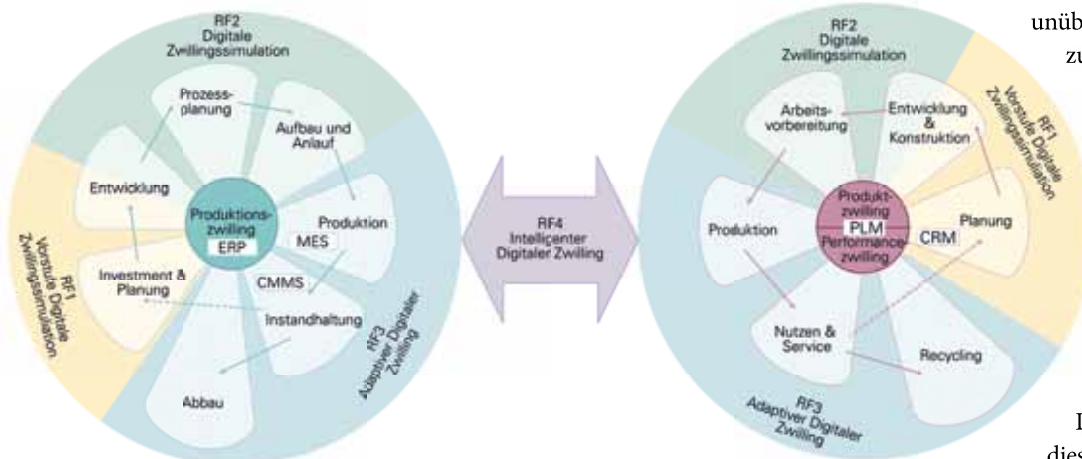 RF2
Digitale
Zwillingssimulation
Prozess-
planung
Aufbau und
Anlauf
Entwicklung
Produktions-
zwilling
ERP
Produktion
MES
CMMS
Investment &
Planung
Instandhaltung
Abbau
RF1
Vorstufe Digitale
Zwillingssimulation
RF3
Adaptiver Digitaler
Zwilling
RF4
Intelligenter
Digitaler Zwilling
RF2
Digitale
Zwillingssimulation
Arbeits-
vorbereitung
Entwicklung
&
Konstruktion
RF1
Vorstufe Digitale
Zwillingssimulation
Produktion
Produkt-
zwilling
PLM
Performance-
zwilling
CRM
Planung
Nutzen &
Service
Recycling
RF3
Adaptiver Digitaler
Zwilling
unüb
zu
dies